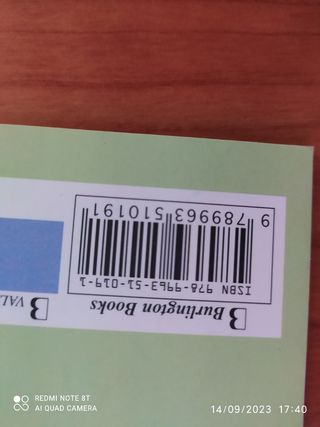 Burlington Books
VAL
ISBN 978-9963-51-019-1
9 789963 510191
REDMI NOTE 8T
AI QUAD CAMERA
14/09/2023 17:40